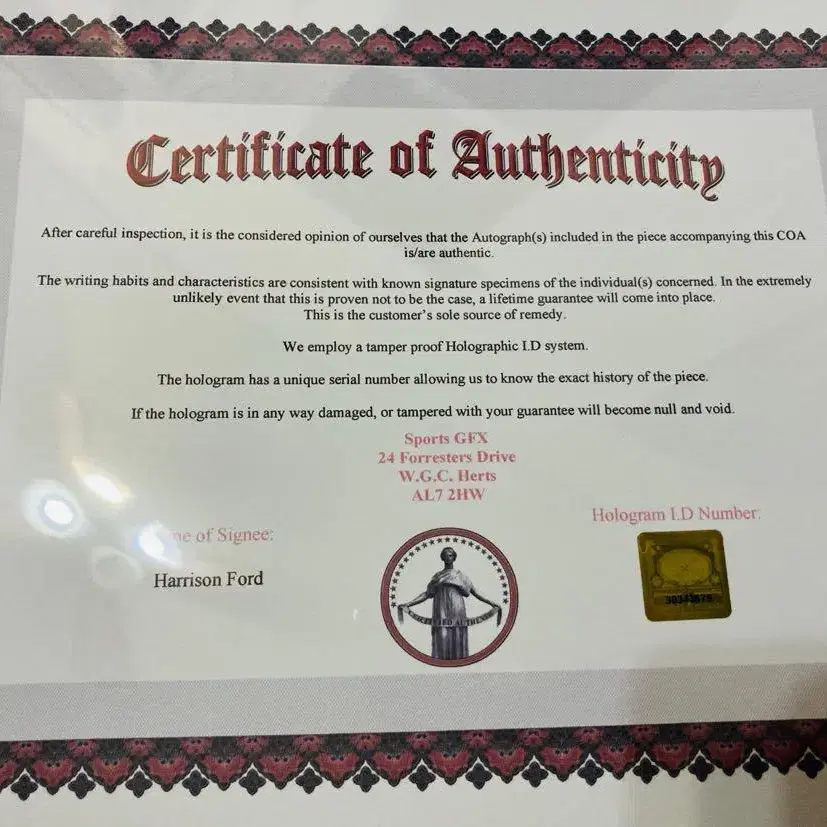 Certificate of Authenticity
After careful inspection, it is the considered opinion of ourselves that the Autograph(s) included in the piece accompanying this COA
is/are authentic.
The writing habits and characteristics are consistent with known signature specimens of the individual(s) concerned. In the extremely
unlikely event that this is proven not to be the case, a lifetime guarantee will come into place.
This is the customer's sole source of remedy.
We employ a tamper proof Holographic I.D system.
The hologram has a unique serial number allowing us to know the exact history of the piece.
If the hologram is in any way damaged, or tampered with your guarantee will become null and void.
Sports GFX
24 Forresters Drive
W.G.C. Herts
AL7 2HW
of Signee:
Hologram I.D Number:
Harrison Ford